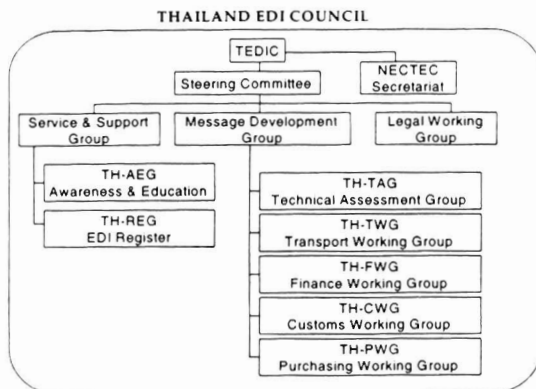 THAILAND EDI COUNCIL
TEDIC
Steering Committee
NECTEC
Secretariat
Service & Support
Group
Message Development
Group
Legal Working
Group
TH-AEG
Awareness & Education
TH-REG
EDI Register
TH-TAG
Technical Assessment Group
TH-TWG
Transport Working Group
TH-FWG
Finance Working Group
TH-CWG
Customs Working Group
TH-PWG
Purchasing Working Group